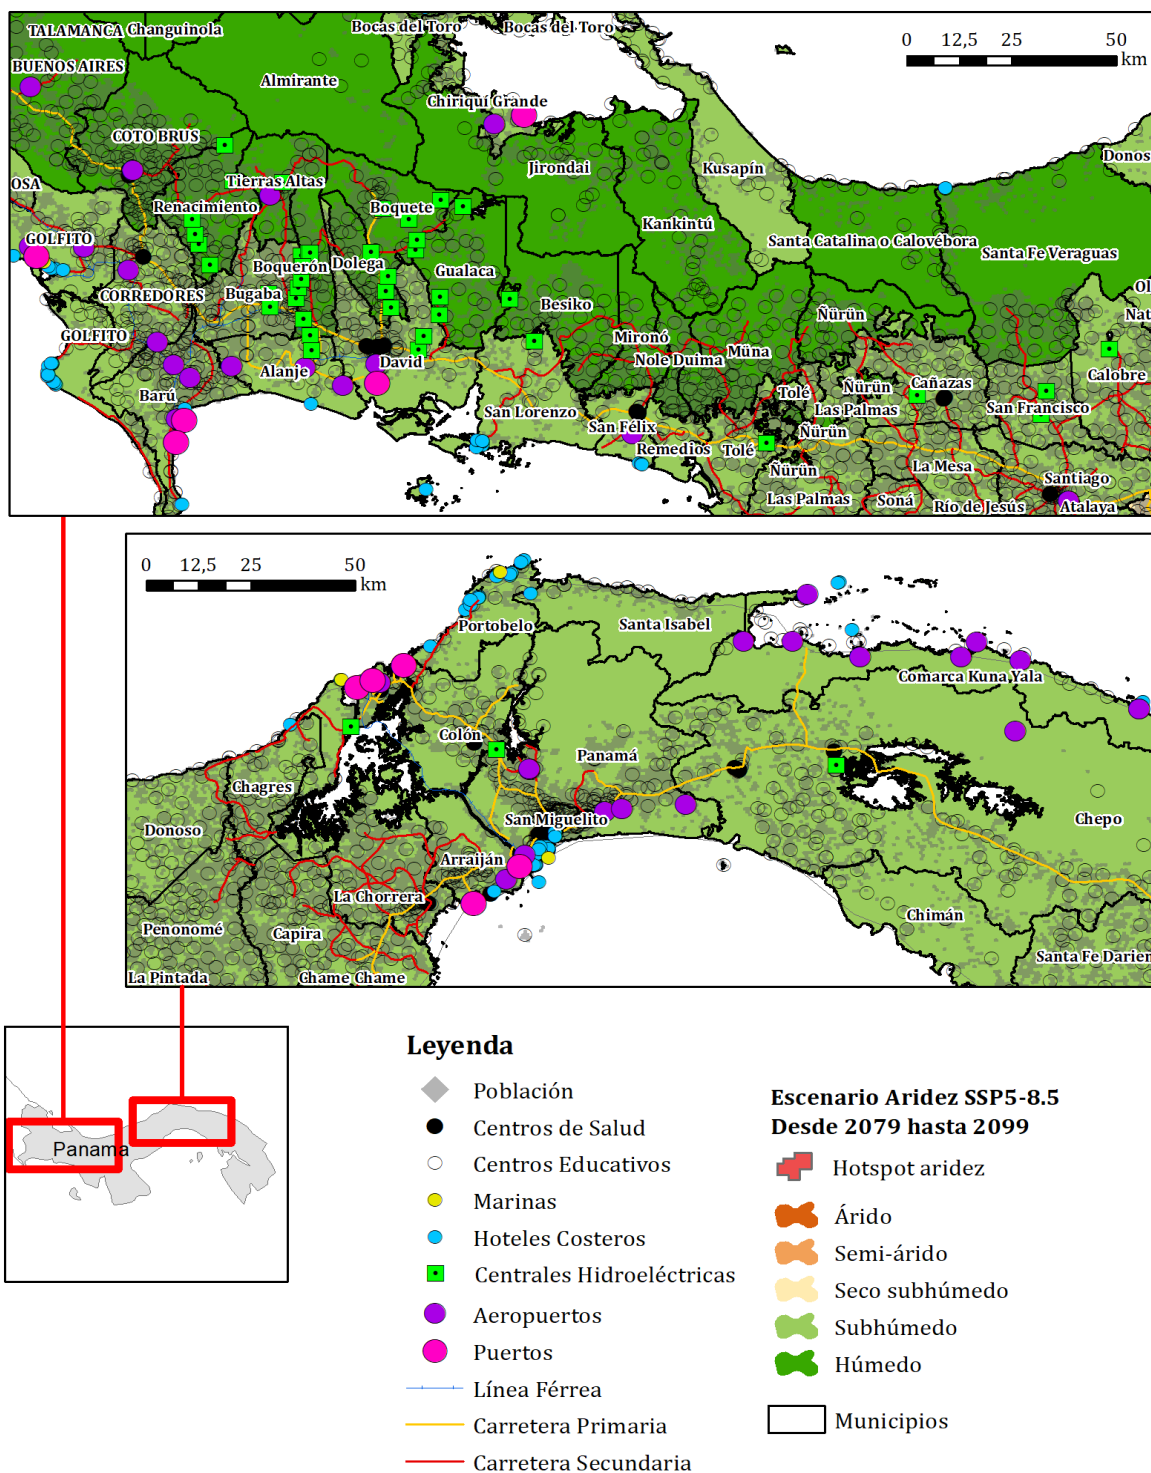 TALAMANCA
Changuinola
Bocas del Toro
Bocas del Toro
0 12,5 25 50
km
BUENOS AIRES
Almirante
Chiriquí Grande
COTO BRUS
Donos
Jirondai
Kusapín
OSA
Tierras Altas
Renacimiento
Boquete
Kankintú
GOLFITO
Santa Catalina o Calovébora
Santa Fe Veraguas
Boquerón
Dolega
Gualaca
CORREDORES
Bugaba
Besiko
Ol
Nat
GOLFITO
Mironó
Ñürün
Nole Duima
Müna
David
Alanje
Calobre
Barú
Tolé
Ñürün
Cañazas
San Lorenzo
Las Palmas
San Francisco
San Félix
Ñürün
Remedios
Tolé
Ñürün
La Mesa
Santiago
Las Palmas
Soná
Río de Jesús
Atalaya
0 12,5 25 50
km
Portobelo
Santa Isabel
Comarca Kuna Yala
Colón
Panamá
Chagres
Donoso
San Miguelito
Chepo
Arraiján
La Chorrera
Chimán
Penonomé
Capira
Santa Fe Darien
La Pintada
Chame
Chame
Panama
Leyenda
Población
Centros de Salud
Centros Educativos
Marinas
Hoteles Costeros
Centrales Hidroeléctricas
Aeropuertos
Puertos
Línea Férrea
Carretera Primaria
Carretera Secundaria
Escenario Aridez SSP5-8.5
Desde 2079 hasta 2099
Hotspot aridez
Árido
Semi-árido
Seco subhúmedo
Subhúmedo
Húmedo
Municipios